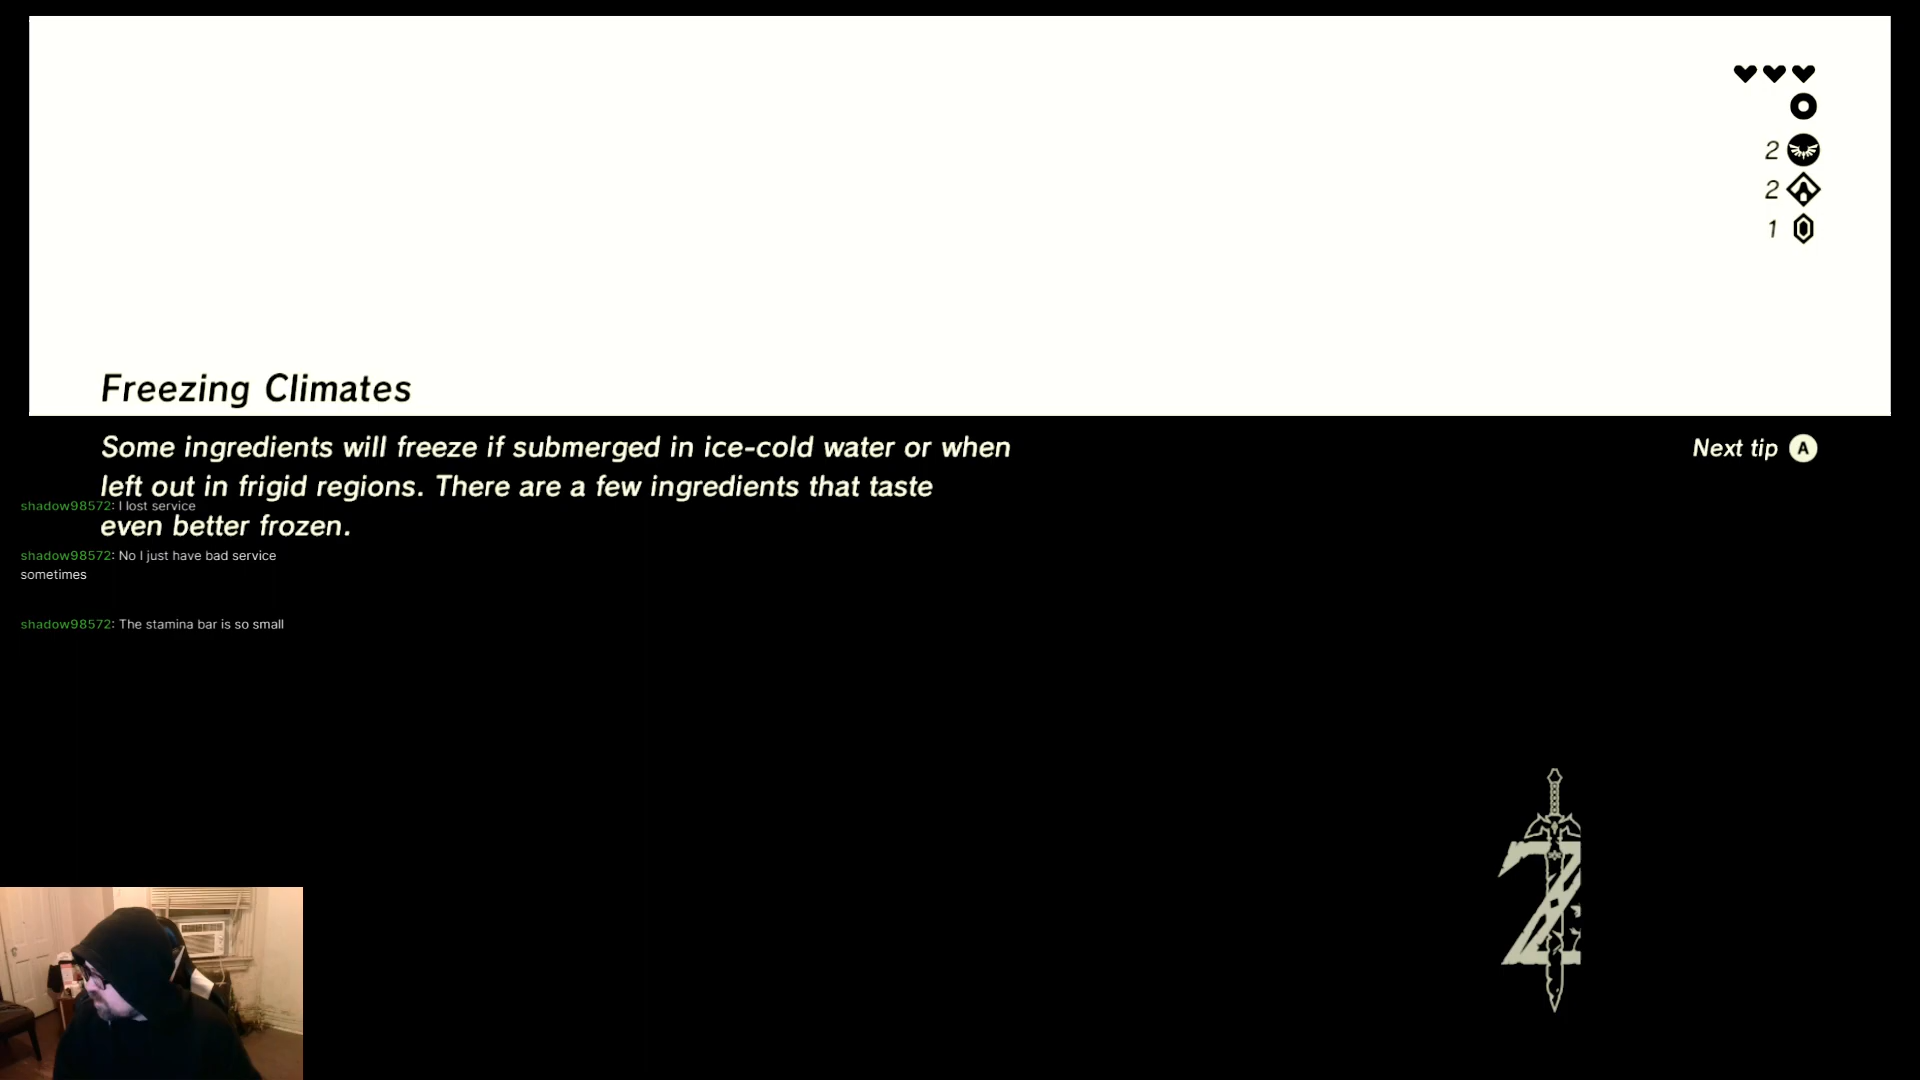 2
2
1
Freezing Climates
Some ingredients will freeze if submerged in ice-cold water or when
left out in frigid regions. There are a few ingredients that taste
even better frozen.
Next tip A
shadow98572: I lost service
shadow98572: No I just have bad service
sometimes
shadow98572: The stamina bar is so small
Z